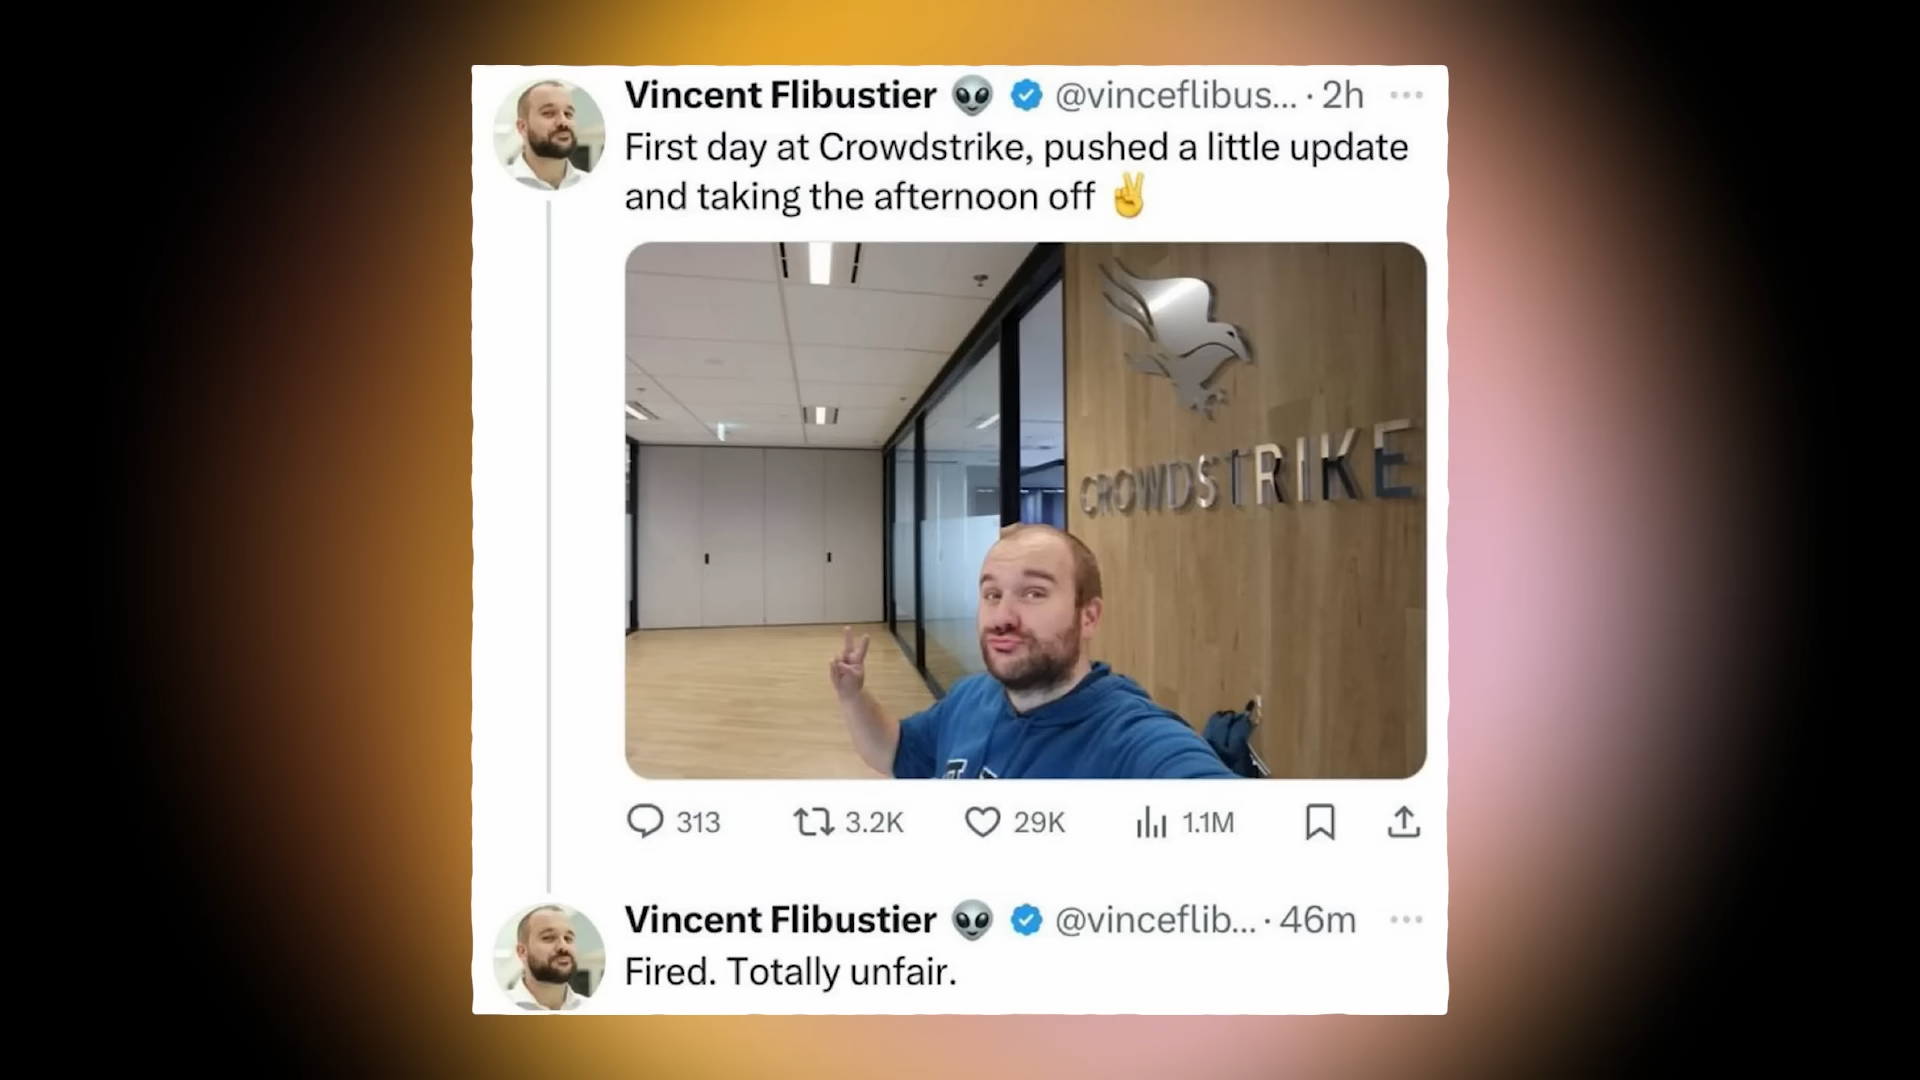 Vincent Flibustier 👽 @vinceflibus... · 2h ...
First day at Crowdstrike, pushed a little update
and taking the afternoon off ✌️
CROWDSTRIKE
313 3.2K 29K 1.1M
Vincent Flibustier 👽 @vinceflib... · 46m ...
Fired. Totally unfair.